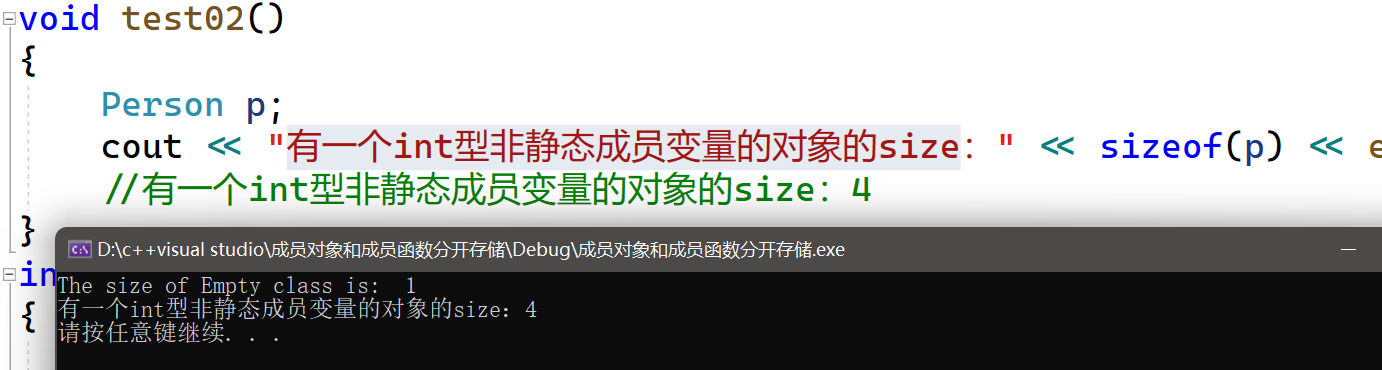 void test02()
{
Person p;
cout << "有一个int型非静态成员变量的对象的size：" << sizeof(p) << e
//有一个int型非静态成员变量的对象的size：4
}
D:\c++visual studio\成员对象和成员函数分开存储\Debug\成员对象和成员函数分开存储.exe
in
The size of Empty class is:  1
有一个int型非静态成员变量的对象的size：4
{
请按任意键继续. . .